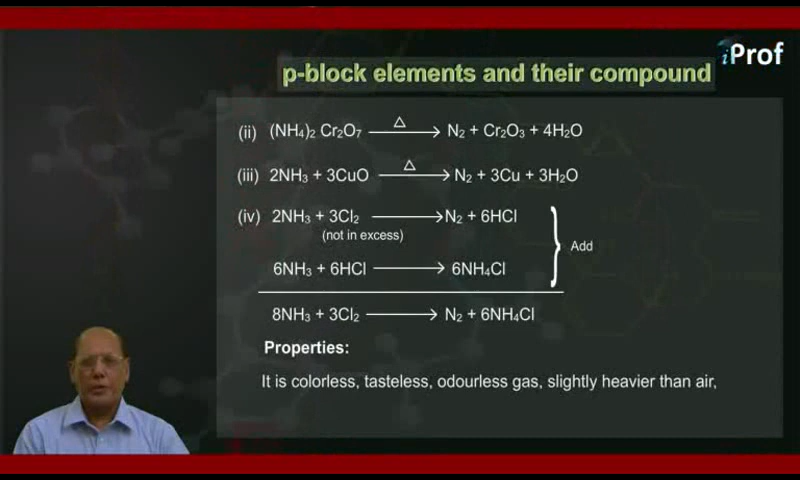 iProf
p-block elements and their compound
(ii) (NH₄)₂ Cr₂O₇ —△→ N₂ + Cr₂O₃ + 4H₂O
(iii) 2NH₃ + 3CuO —△→ N₂ + 3Cu + 3H₂O
(iv) 2NH₃ + 3Cl₂ ⟶ N₂ + 6HCl
(not in excess)
Add
6NH₃ + 6HCl ⟶ 6NH₄Cl
8NH₃ + 3Cl₂ ⟶ N₂ + 6NH₄Cl
Properties:
It is colorless, tasteless, odourless gas, slightly heavier than air,